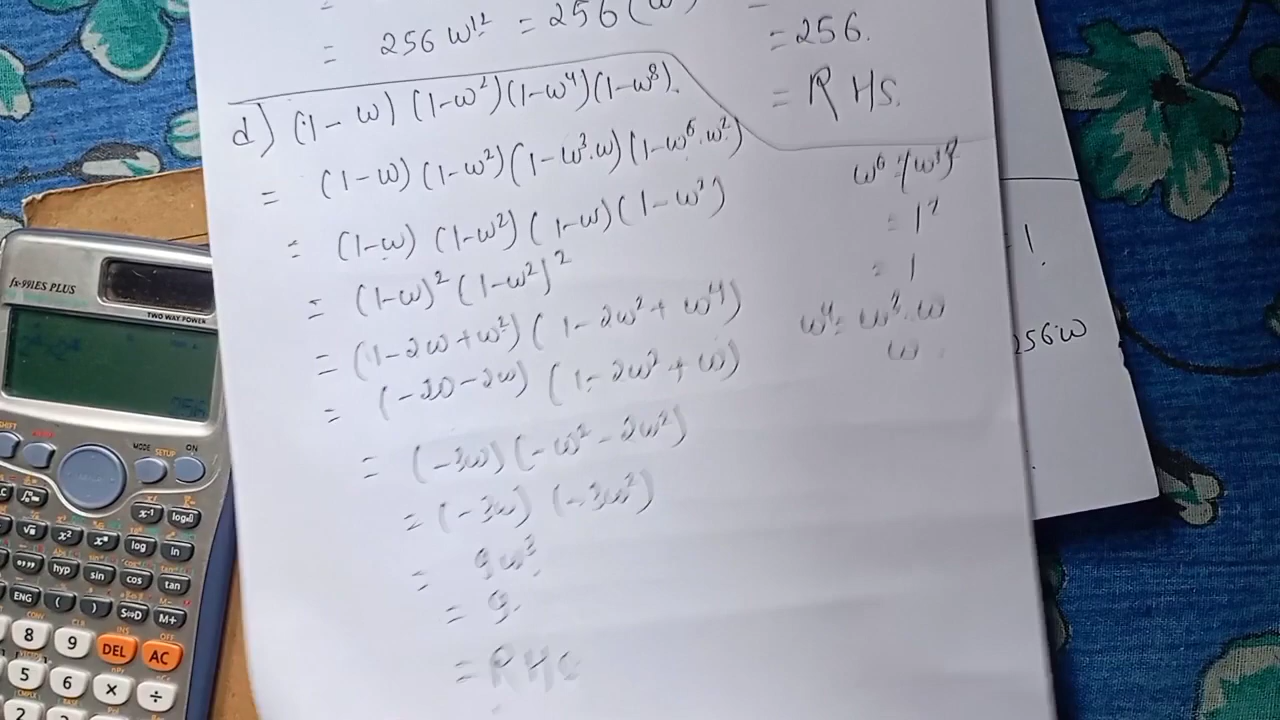 = 256 ω¹² = 256 (ω
= 256.
= RHS.
d) (1 - ω) (1-ω²)(1-ω⁴)(1-ω⁸).
= (1-ω) (1-ω²) (1-ω³.ω) (1-ω⁶.ω²)
= (1-ω) (1-ω²) (1-ω) (1-ω²)
= (1-ω)² (1-ω²)²
= (1-2ω+ω²) (1-2ω²+ω⁴)
= (-ω-2ω) (1-2ω²+ω)
= (-3ω) (-ω²-2ω²)
= (-3ω) (-3ω²)
= 9ω³
= 9.
= RHS
ω⁶ = (ω³)²
= 1²
= 1
ω⁴ = ω³.ω
ω
256ω
fx-991ES PLUS
TWO WAY POWER
SHIFT
MODE SETUP ON
x⁻¹ log
√ x² log ln
hyp sin cos tan
ENG ( ) S⇔D M+
8 9 DEL AC
5 6 × ÷
2